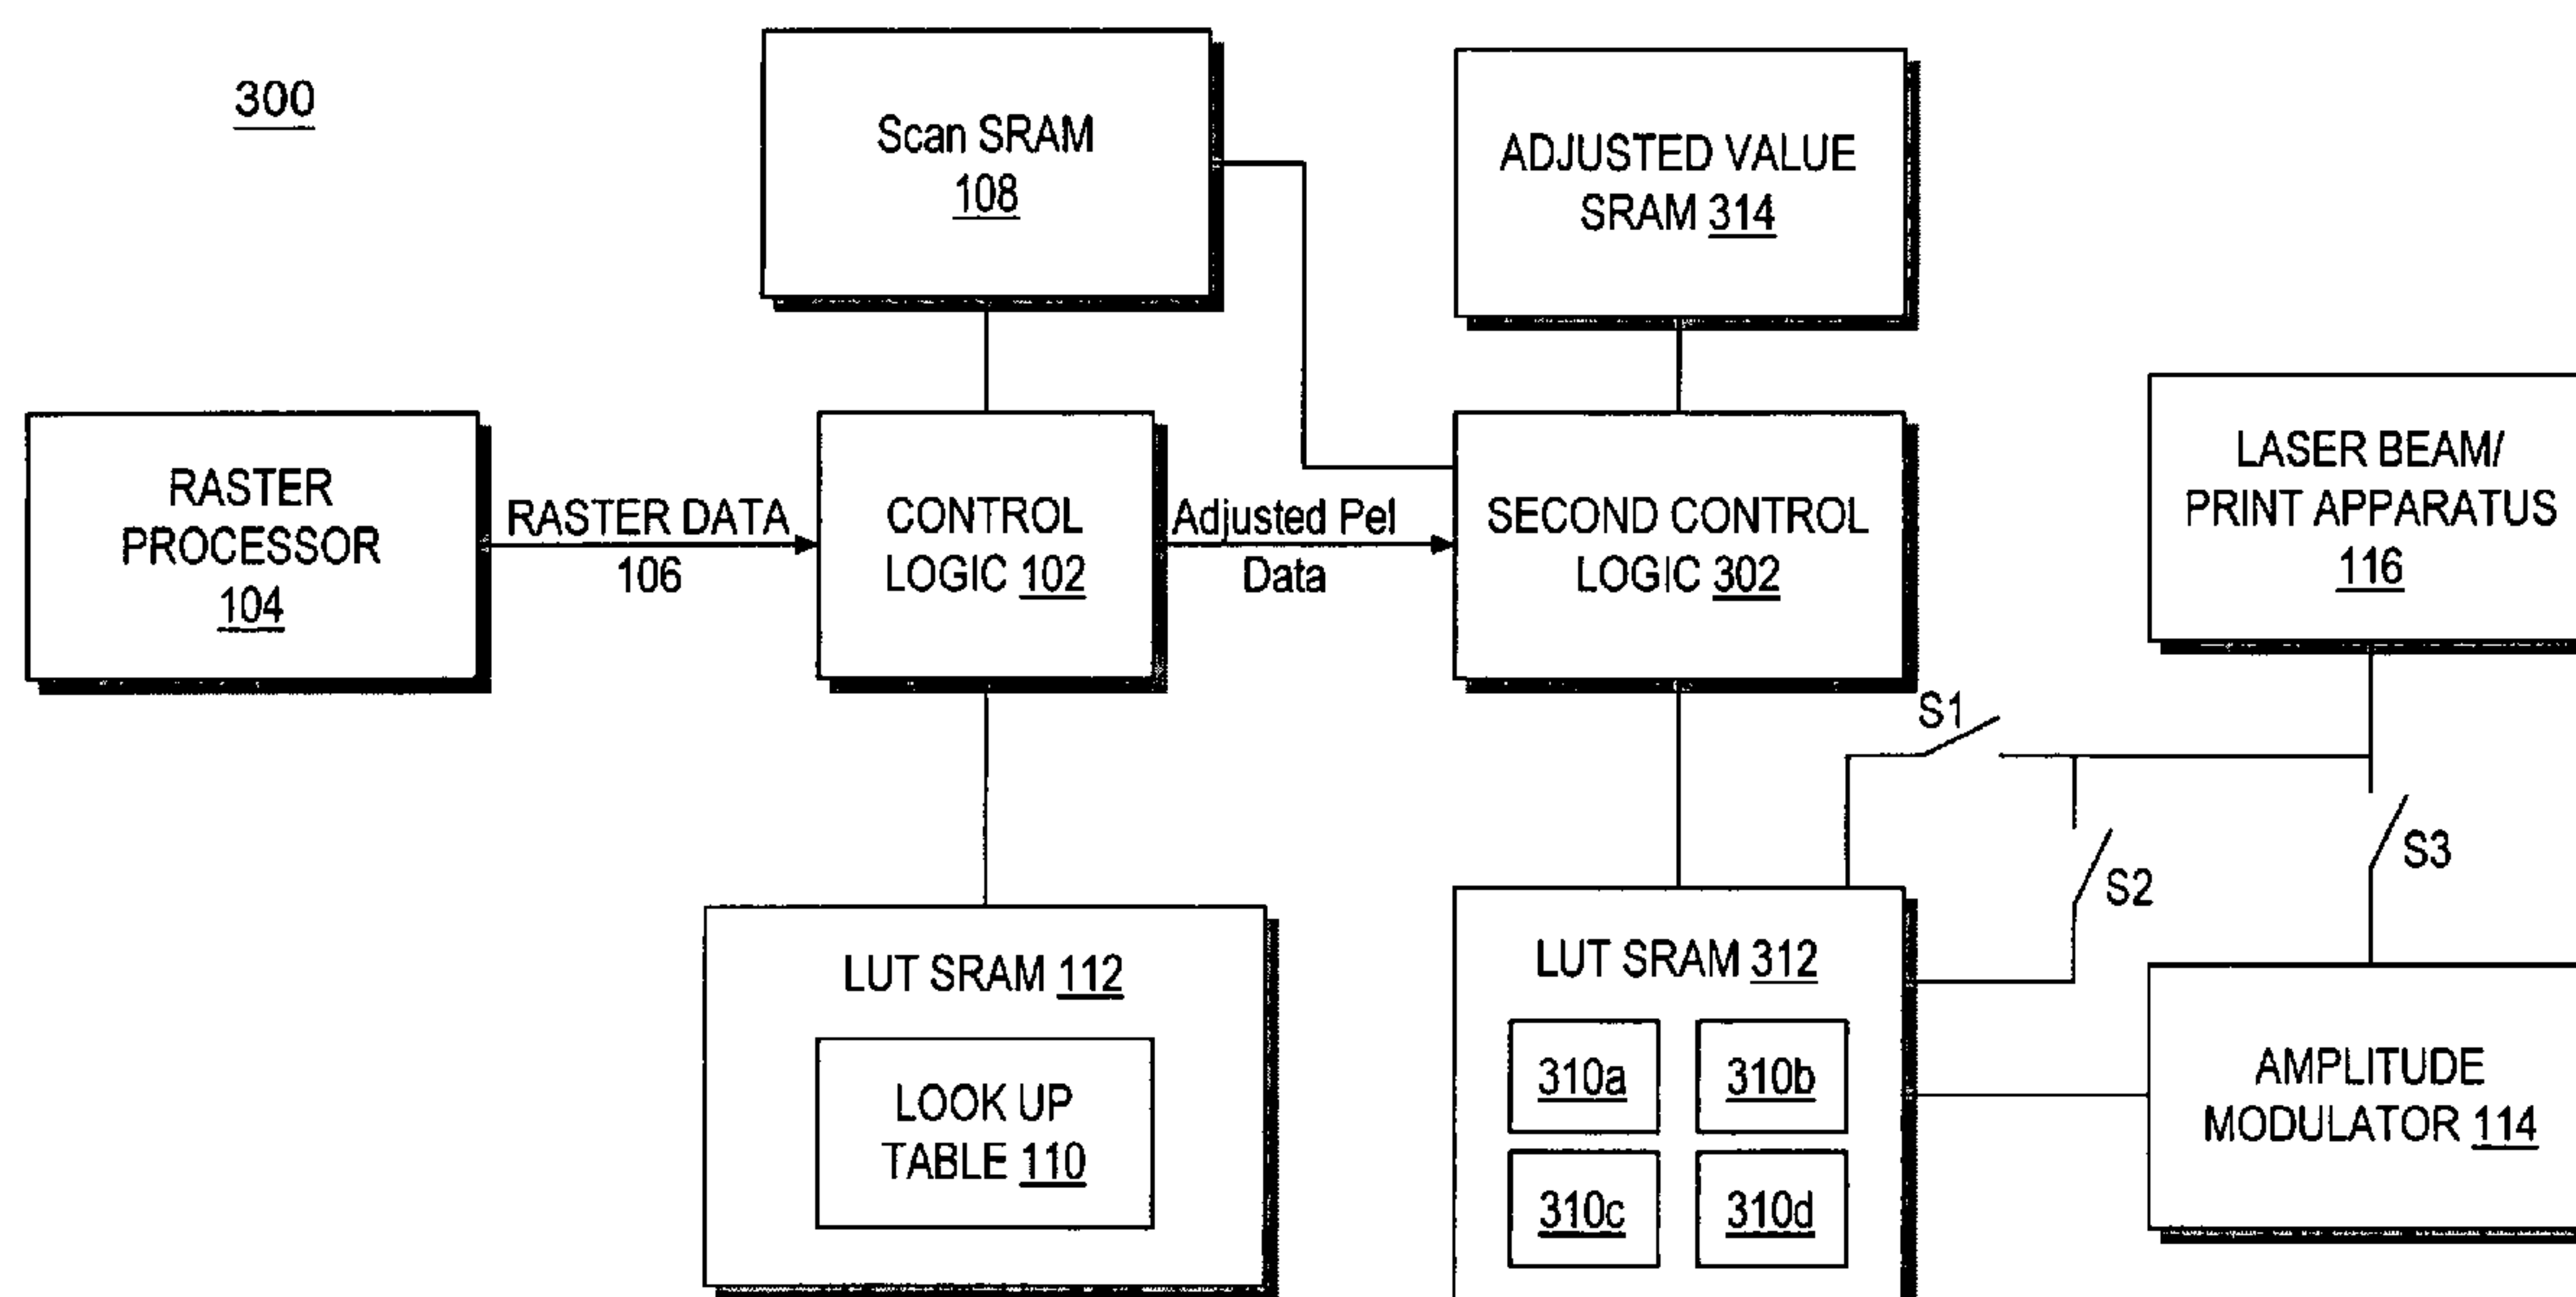 300
Scan SRAM
108
ADJUSTED VALUE
SRAM 314
RASTER
PROCESSOR
104
RASTER DATA
106
CONTROL
LOGIC 102
Adjusted Pel
Data
SECOND CONTROL
LOGIC 302
LASER BEAM/
PRINT APPARATUS
116
S1
S2
S3
LUT SRAM 112
LOOK UP
TABLE 110
LUT SRAM 312
310a
310b
310c
310d
AMPLITUDE
MODULATOR 114